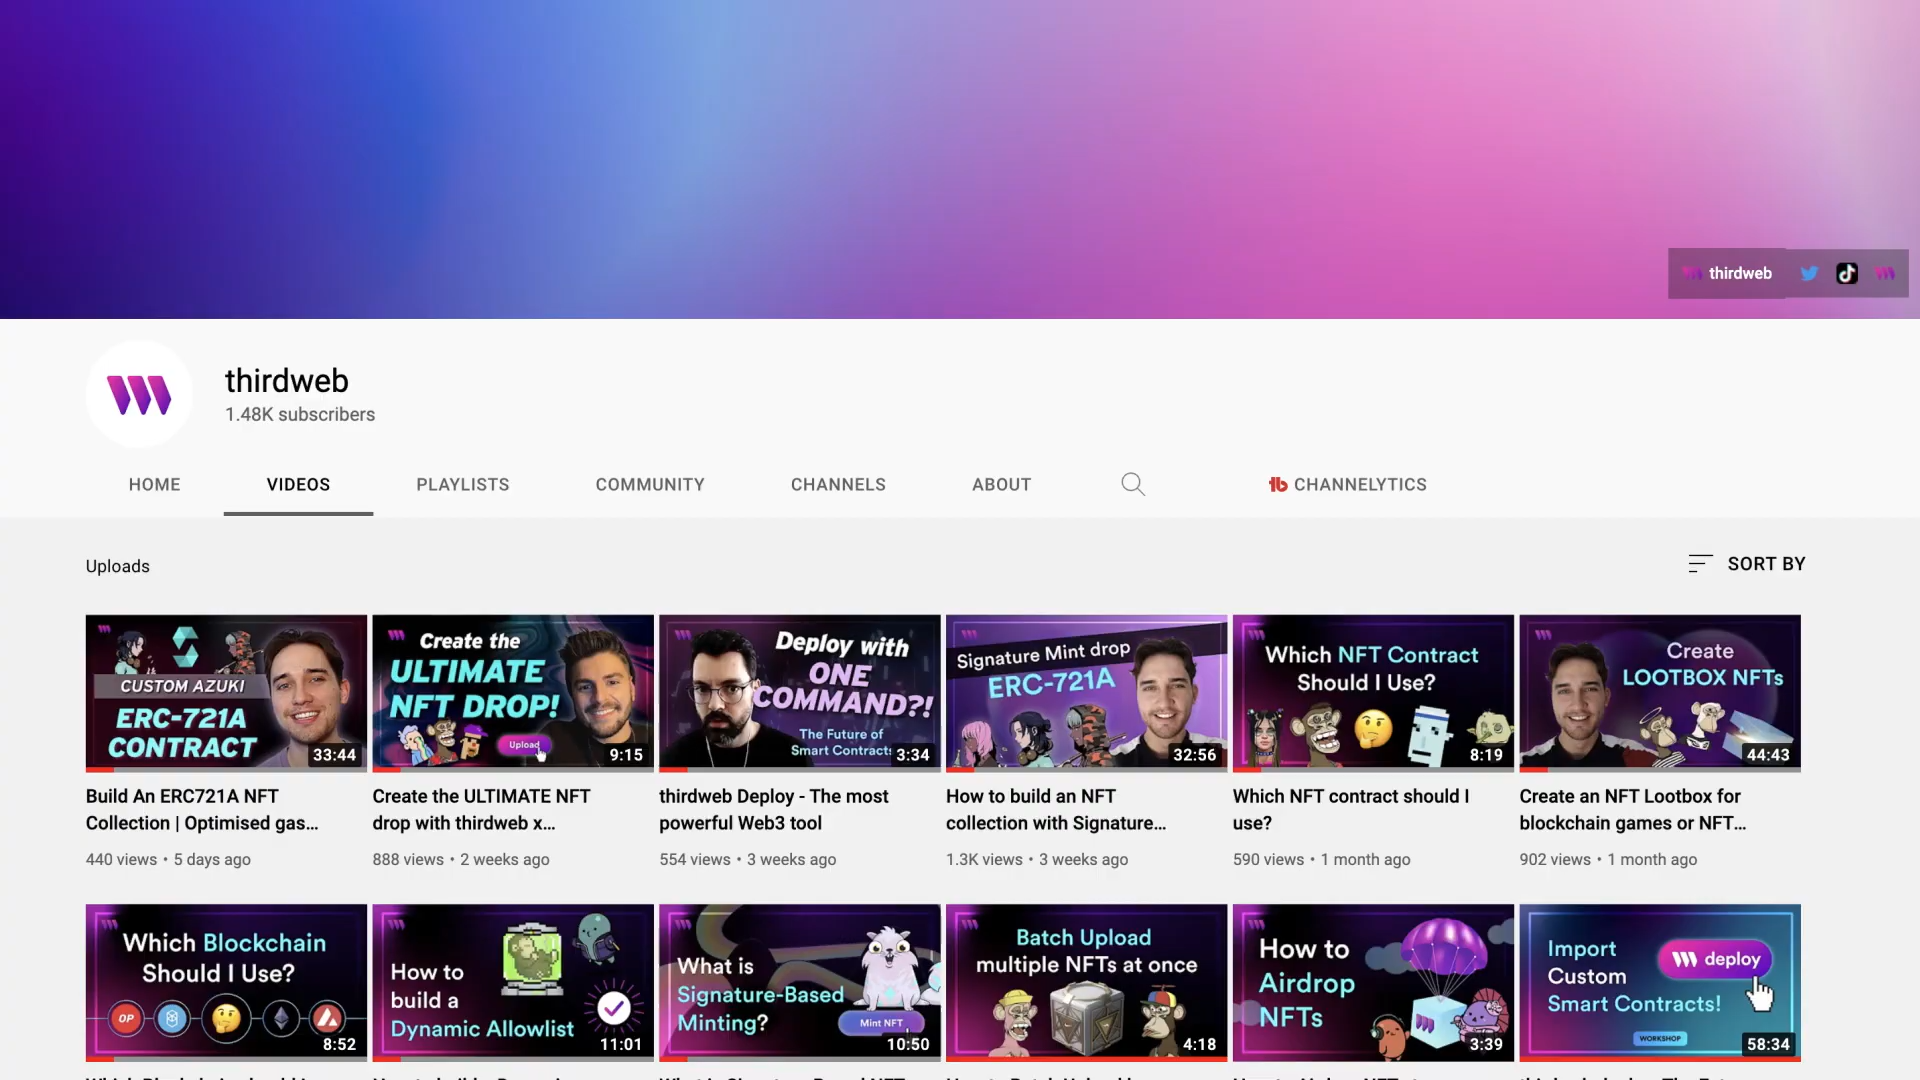 thirdweb
thirdweb
1.48K subscribers
HOME
VIDEOS
PLAYLISTS
COMMUNITY
CHANNELS
ABOUT
CHANNELYTICS
Uploads
SORT BY
CUSTOM AZUKI
ERC-721A
CONTRACT
33:44
Build An ERC721A NFT
Collection | Optimised gas...
440 views • 5 days ago
Create the
ULTIMATE
NFT DROP!
Upload
9:15
Create the ULTIMATE NFT
drop with thirdweb x...
888 views • 2 weeks ago
Deploy with
ONE
COMMAND?!
The Future of
Smart Contracts
3:34
thirdweb Deploy - The most
powerful Web3 tool
554 views • 3 weeks ago
Signature Mint drop
ERC-721A
32:56
How to build an NFT
collection with Signature...
1.3K views • 3 weeks ago
Which NFT Contract
Should I Use?
8:19
Which NFT contract should I
use?
590 views • 1 month ago
Create
LOOTBOX NFTs
44:43
Create an NFT Lootbox for
blockchain games or NFT...
902 views • 1 month ago
Which Blockchain
Should I Use?
OP
8:52
How to
build a
Dynamic Allowlist
11:01
What is
Signature-Based
Minting?
Mint NFT
10:50
Batch Upload
multiple NFTs at once
4:18
How to
Airdrop
NFTs
3:39
Import
Custom
Smart Contracts!
deploy
WORKSHOP
58:34